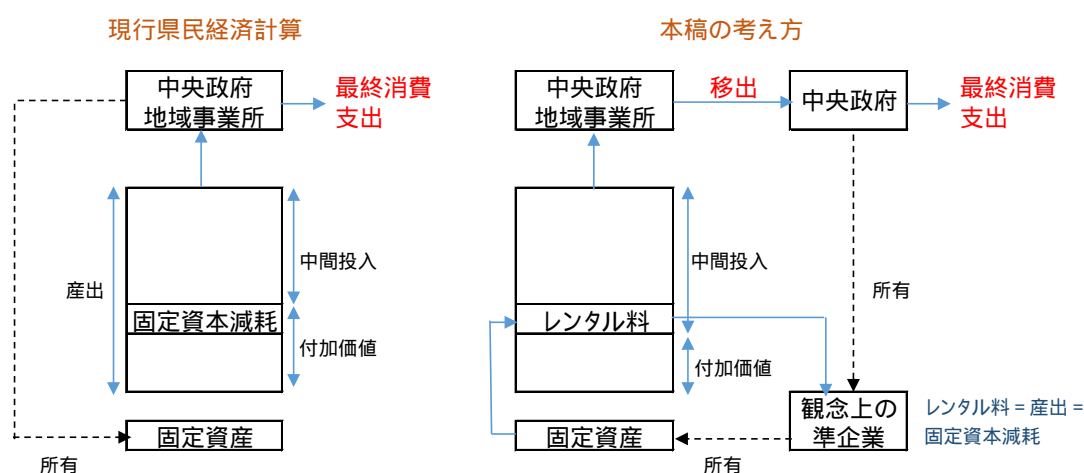 現行県民経済計算
中央政府
地域事業所
最終消費
支出
産出
中間投入
固定資本減耗
付加価値
固定資産
所有
本稿の考え方
中央政府
地域事業所
移出
中央政府
最終消費
支出
中間投入
所有
レンタル料
付加価値
固定資産
所有
観念上の
準企業
レンタル料 = 産出 =
固定資本減耗